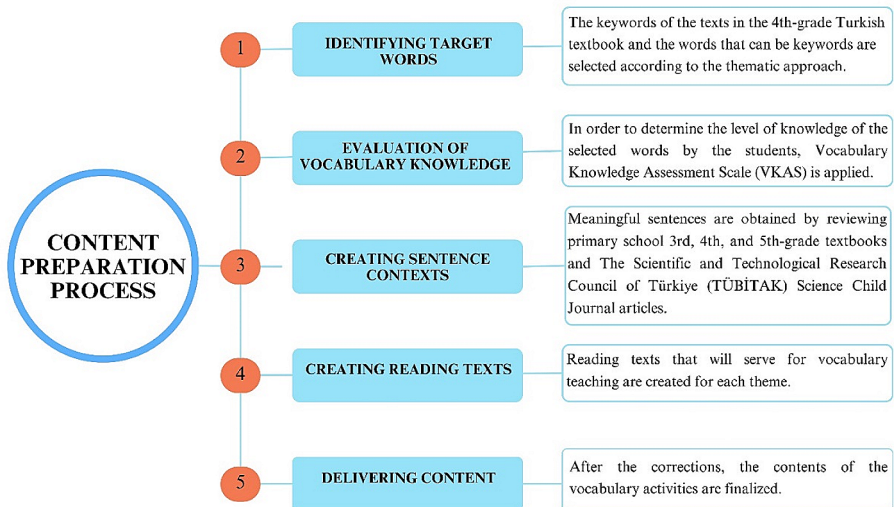 CONTENT
PREPARATION
PROCESS
1
IDENTIFYING TARGET
WORDS
The keywords of the texts in the 4th-grade Turkish
textbook and the words that can be keywords are
selected according to the thematic approach.
2
EVALUATION OF
VOCABULARY KNOWLEDGE
In order to determine the level of knowledge of the
selected words by the students, Vocabulary
Knowledge Assessment Scale (VKAS) is applied.
3
CREATING SENTENCE
CONTEXTS
Meaningful sentences are obtained by reviewing
primary school 3rd, 4th, and 5th-grade textbooks
and The Scientific and Technological Research
Council of Türkiye (TÜBİTAK) Science Child
Journal articles.
4
CREATING READING TEXTS
Reading texts that will serve for vocabulary
teaching are created for each theme.
5
DELIVERING CONTENT
After the corrections, the contents of the
vocabulary activities are finalized.